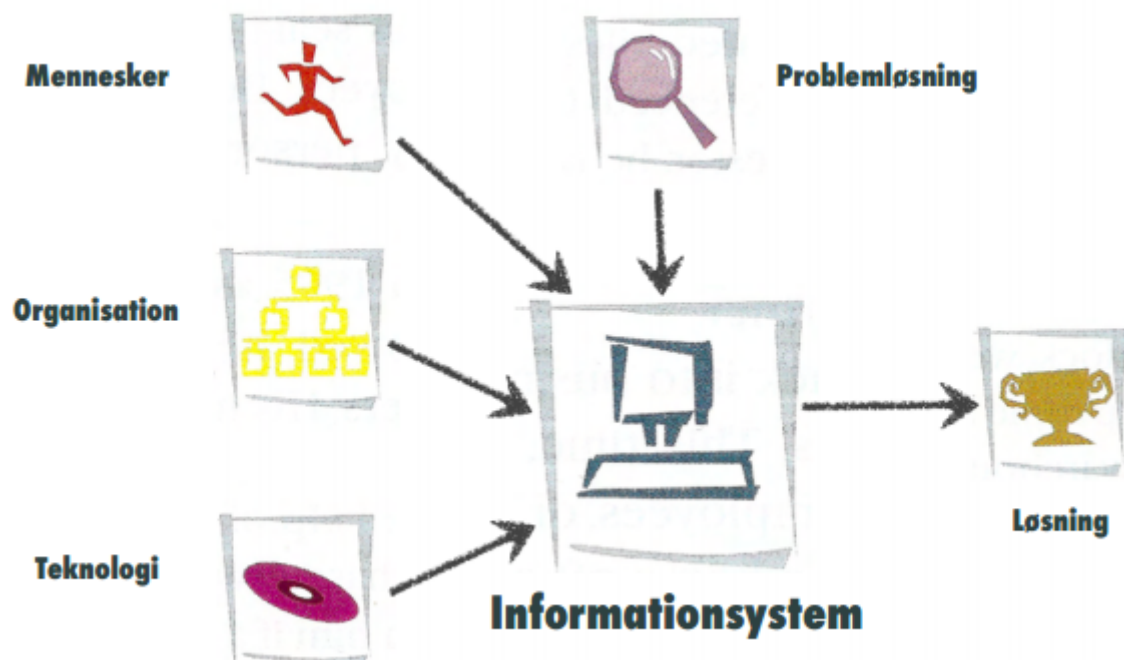 Mennesker
Problemløsning
Organisation
Teknologi
Løsning
Informationsystem